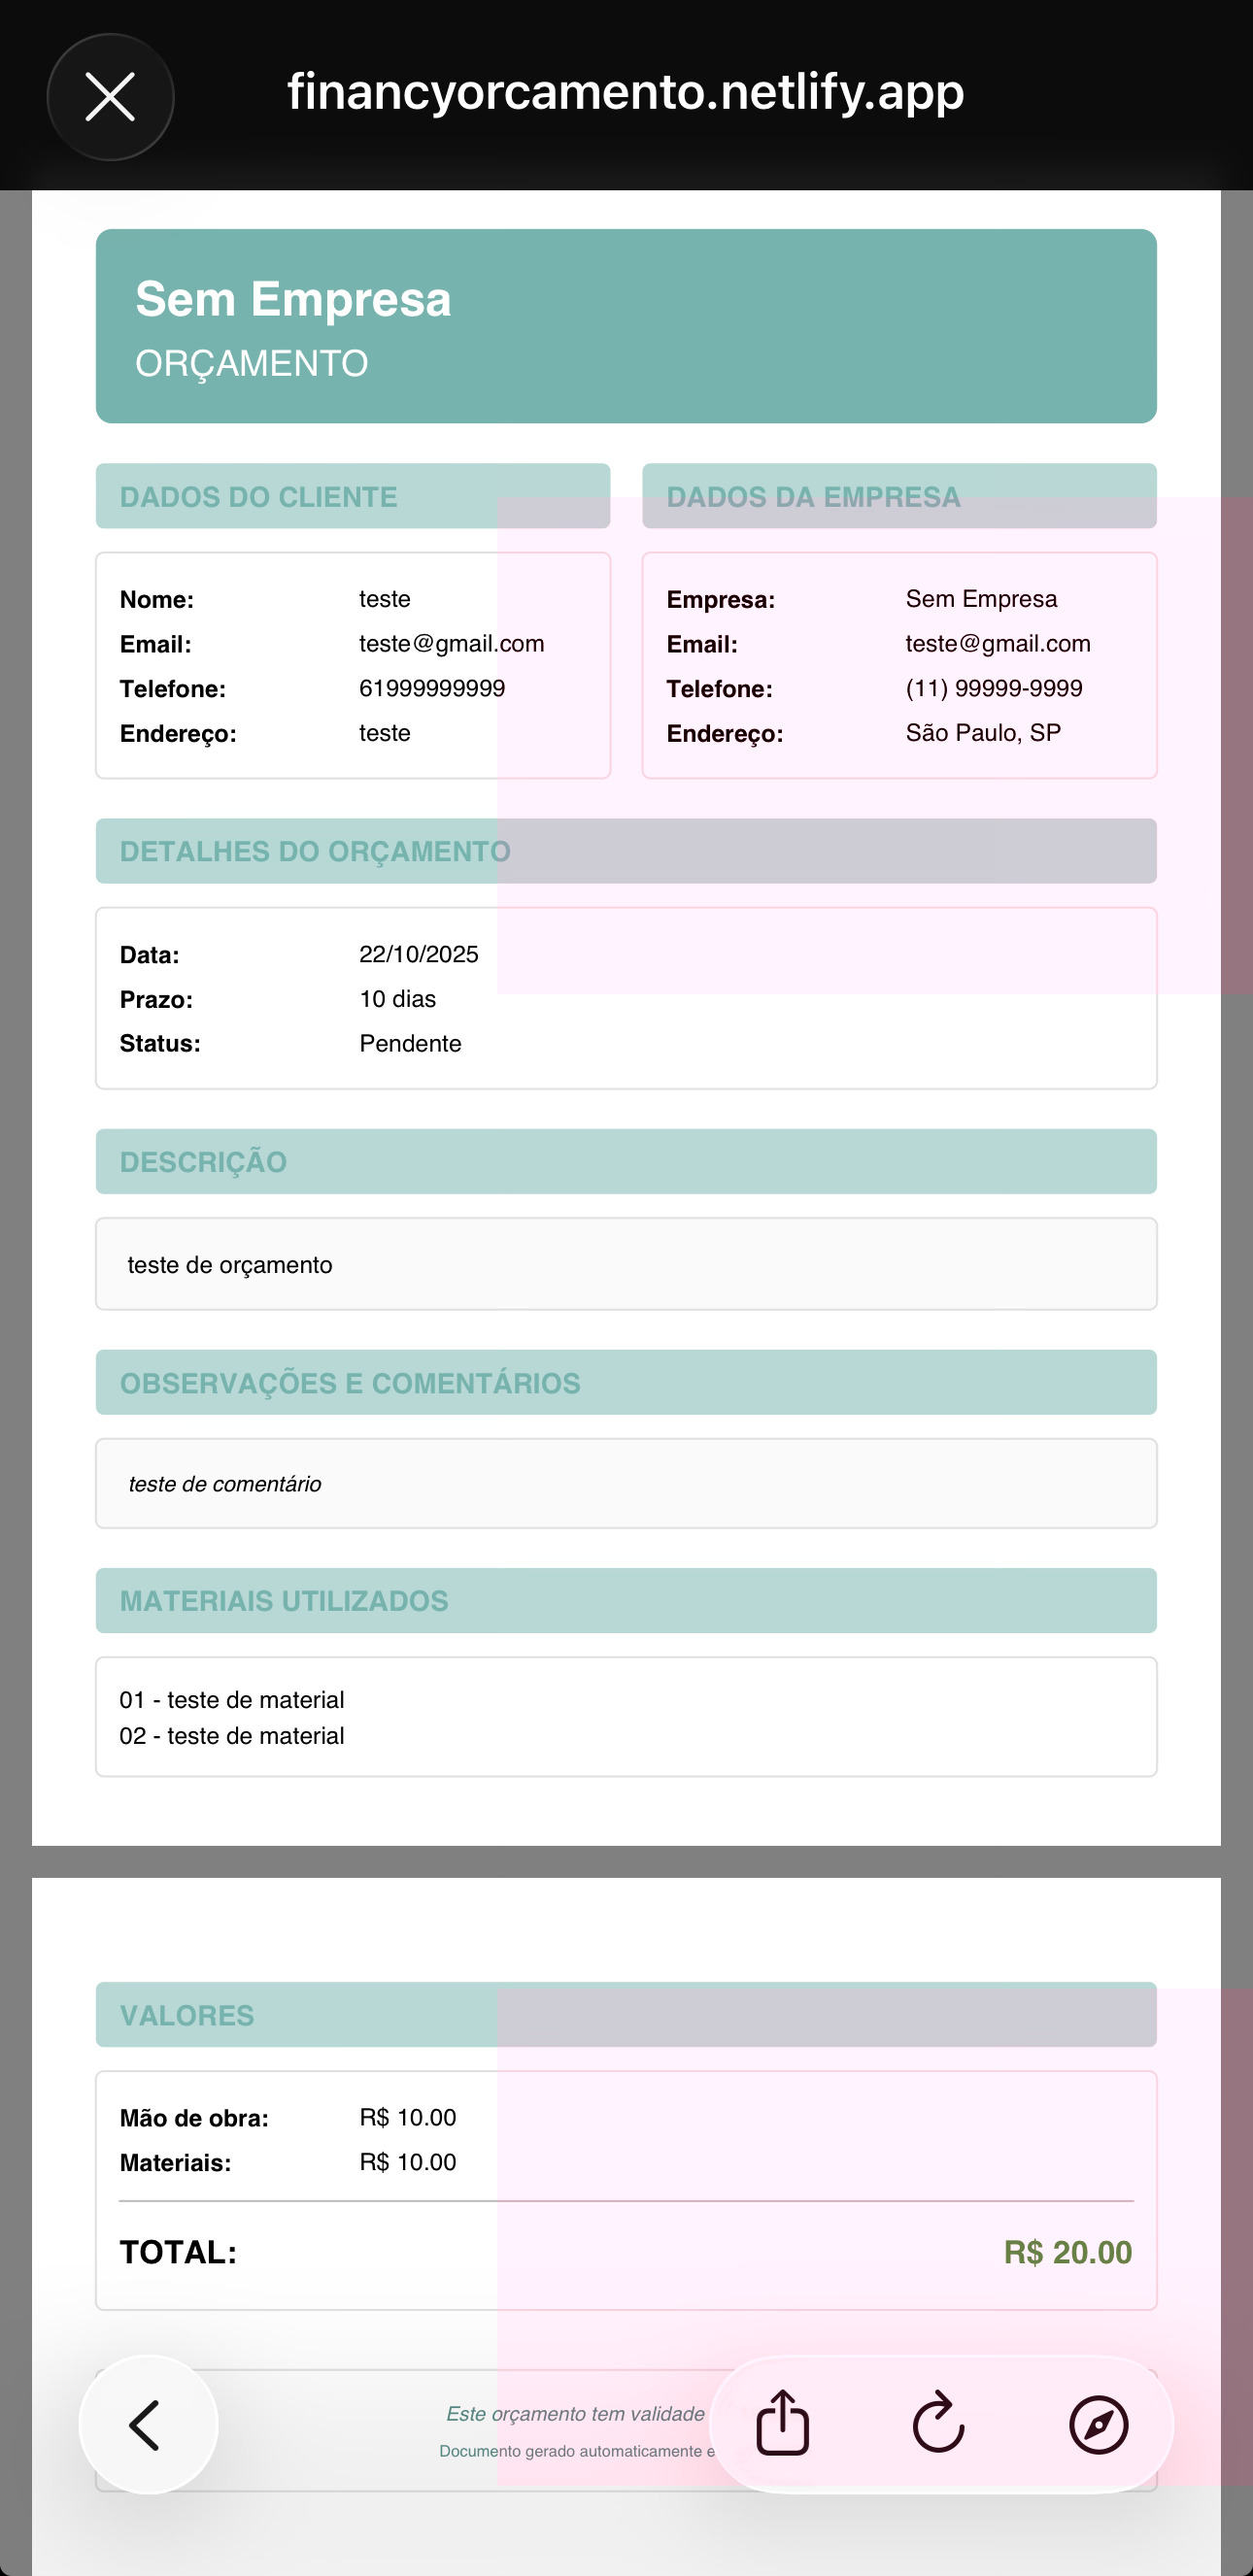 financyorcamento.netlify.app
Sem Empresa
ORÇAMENTO
DADOS DO CLIENTE
Nome: teste
Email: teste@gmail.com
Telefone: 61999999999
Endereço: teste
DADOS DA EMPRESA
Empresa: Sem Empresa
Email: teste@gmail.com
Telefone: (11) 99999-9999
Endereço: São Paulo, SP
DETALHES DO ORÇAMENTO
Data: 22/10/2025
Prazo: 10 dias
Status: Pendente
DESCRIÇÃO
teste de orçamento
OBSERVAÇÕES E COMENTÁRIOS
teste de comentário
MATERIAIS UTILIZADOS
01 - teste de material
02 - teste de material
VALORES
Mão de obra: R$ 10.00
Materiais: R$ 10.00
TOTAL: R$ 20.00
Este orçamento tem validade
Documento gerado automaticamente e